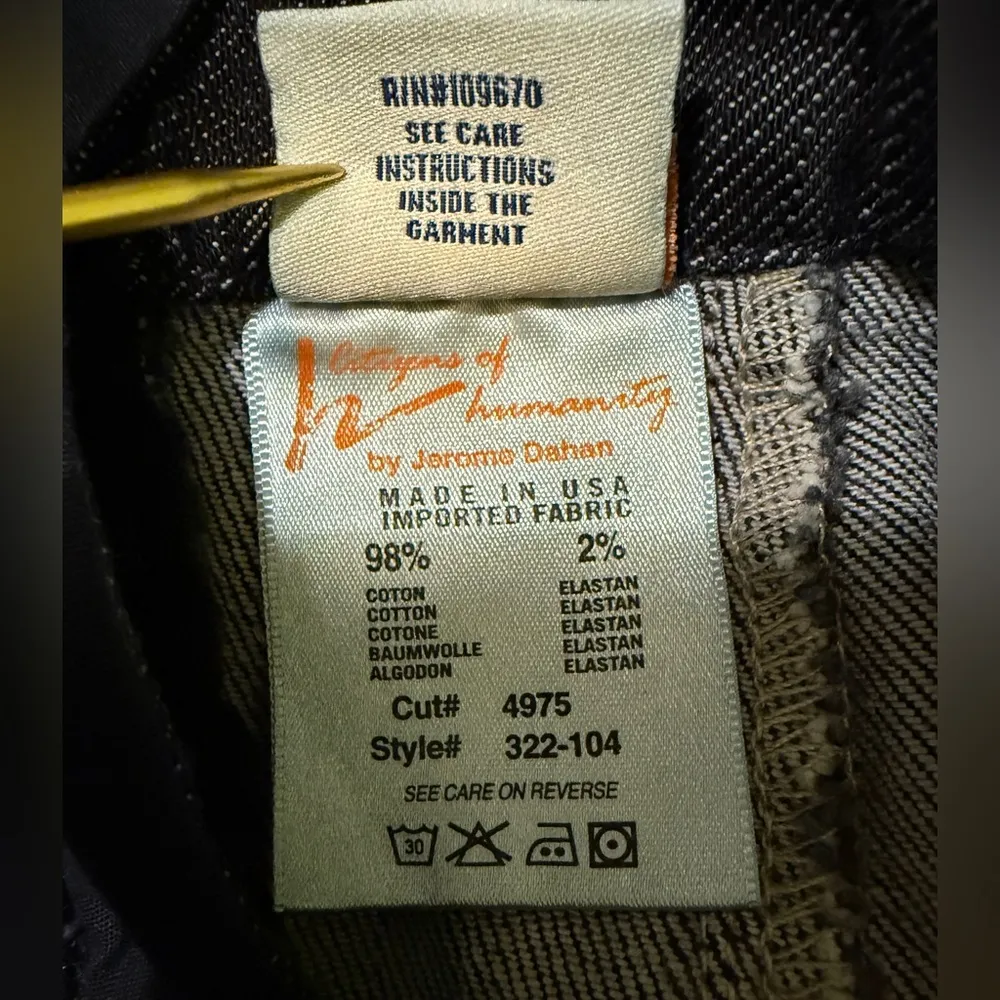 R/N#109670
SEE CARE
INSTRUCTIONS
INSIDE THE
GARMENT
Citizens of
humanity
by Jerome Dahan
MADE IN USA
IMPORTED FABRIC
98% 2%
COTON ELASTAN
COTTON ELASTAN
COTONE ELASTAN
BAUMWOLLE ELASTAN
ALGODON ELASTAN
Cut# 4975
Style# 322-104
SEE CARE ON REVERSE
30